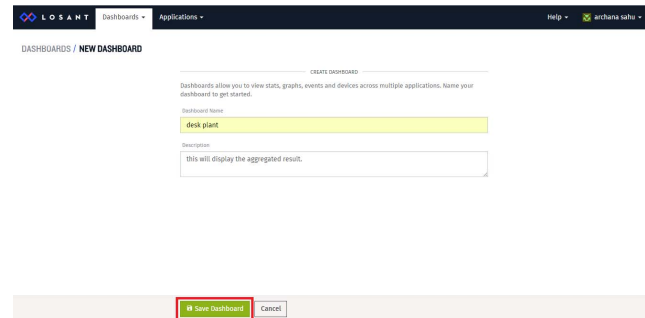 LOSANT Dashboards Applications Help archana sahu
DASHBOARDS / NEW DASHBOARD
CREATE DASHBOARD
Dashboards allow you to view stats, graphs, events and devices across multiple applications. Name your
dashboard to get started.
Dashboard Name
desk plant
Description
this will display the aggregated result.
Save Dashboard Cancel